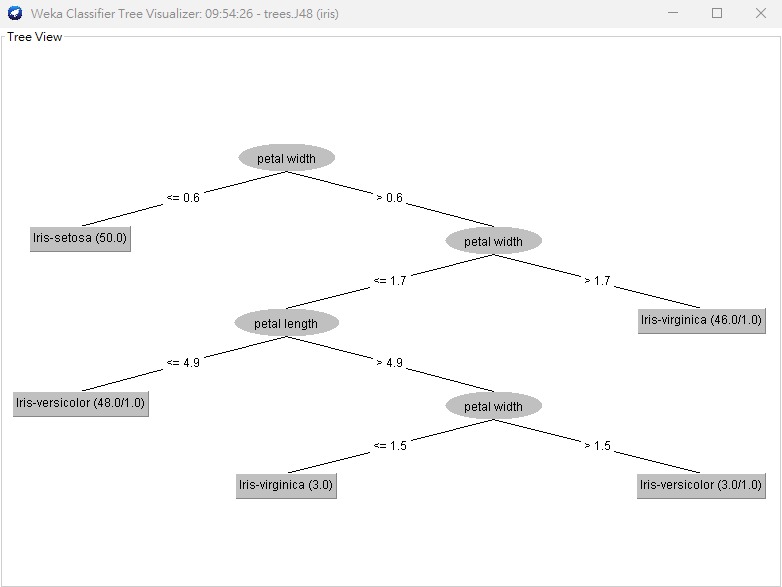 Weka Classifier Tree Visualizer: 09:54:26 - trees.J48 (iris)
Tree View
petal width
<= 0.6
> 0.6
Iris-setosa (50.0)
petal width
<= 1.7
> 1.7
petal length
Iris-virginica (46.0/1.0)
<= 4.9
> 4.9
Iris-versicolor (48.0/1.0)
petal width
<= 1.5
> 1.5
Iris-virginica (3.0)
Iris-versicolor (3.0/1.0)